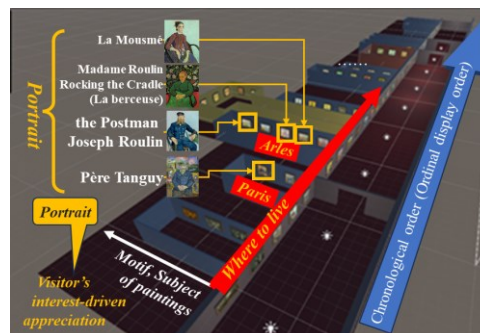 La Mousmé
Madame Roulin
Rocking the Cradle
(La berceuse)
the Postman
Joseph Roulin
Père Tanguy
Portrait
Arles
Paris
Where to live
Portrait
Motif, Subject
of paintings
Visitor's
interest-driven
appreciation
Chronological order (Ordinal display order)
......